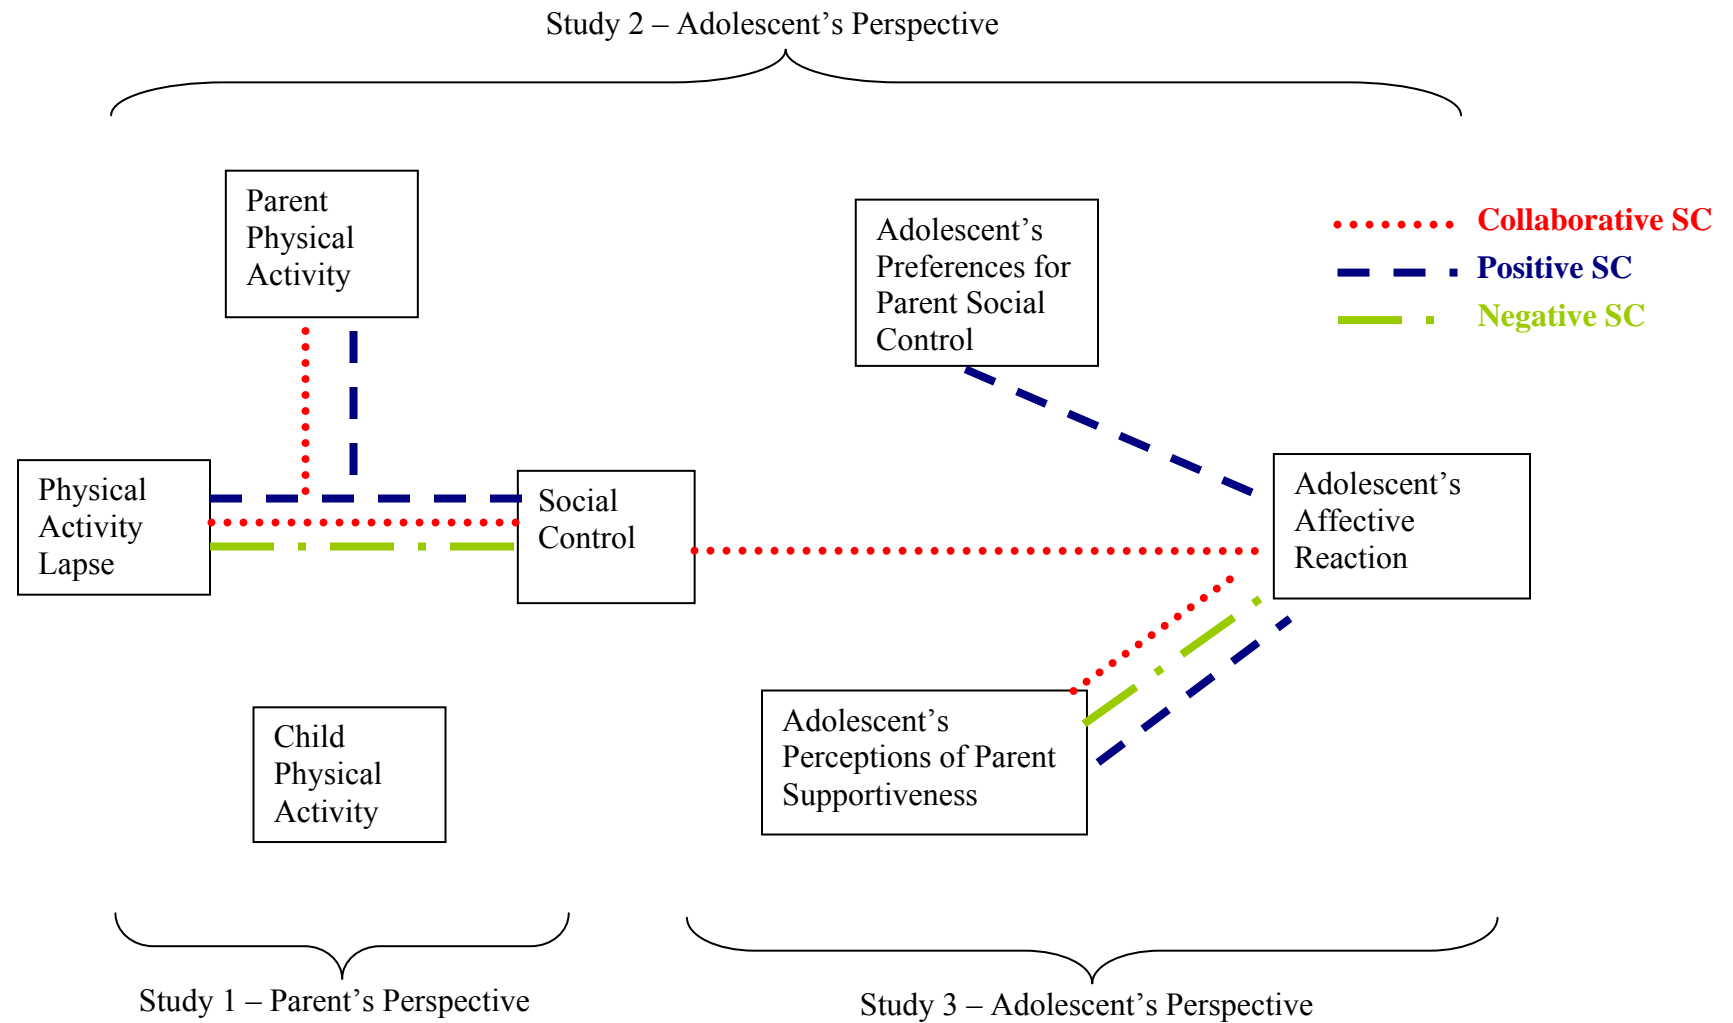 Study 2 – Adolescent’s Perspective
Parent
Physical
Activity
Adolescent’s
Preferences for
Parent Social
Control
Collaborative SC
Positive SC
Negative SC
Physical
Activity
Lapse
Social
Control
Adolescent’s
Affective
Reaction
Child
Physical
Activity
Adolescent’s
Perceptions of Parent
Supportiveness
Study 1 – Parent’s Perspective
Study 3 – Adolescent’s Perspective